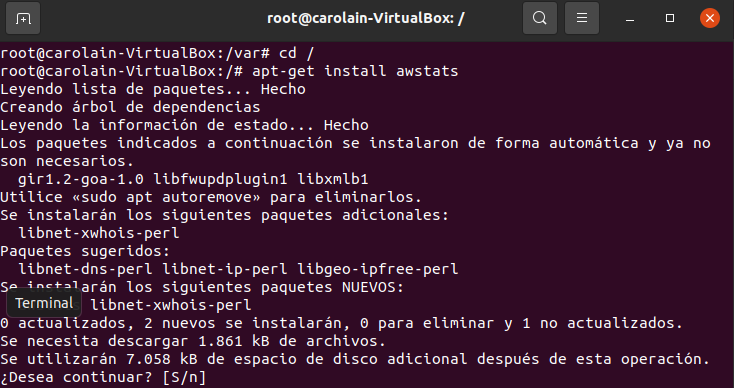 root@carolain-VirtualBox: /
root@carolain-VirtualBox:/var# cd /
root@carolain-VirtualBox:/# apt-get install awstats
Leyendo lista de paquetes... Hecho
Creando árbol de dependencias
Leyendo la información de estado... Hecho
Los paquetes indicados a continuación se instalaron de forma automática y ya no
son necesarios.
gir1.2-goa-1.0 libfwupdplugin1 libxmlb1
Utilice «sudo apt autoremove» para eliminarlos.
Se instalarán los siguientes paquetes adicionales:
libnet-xwhois-perl
Paquetes sugeridos:
libnet-dns-perl libnet-ip-perl libgeo-ipfree-perl
Se instalarán los siguientes paquetes NUEVOS:
Terminal
libnet-xwhois-perl
0 actualizados, 2 nuevos se instalarán, 0 para eliminar y 1 no actualizados.
Se necesita descargar 1.861 kB de archivos.
Se utilizarán 7.058 kB de espacio de disco adicional después de esta operación.
¿Desea continuar? [S/n]